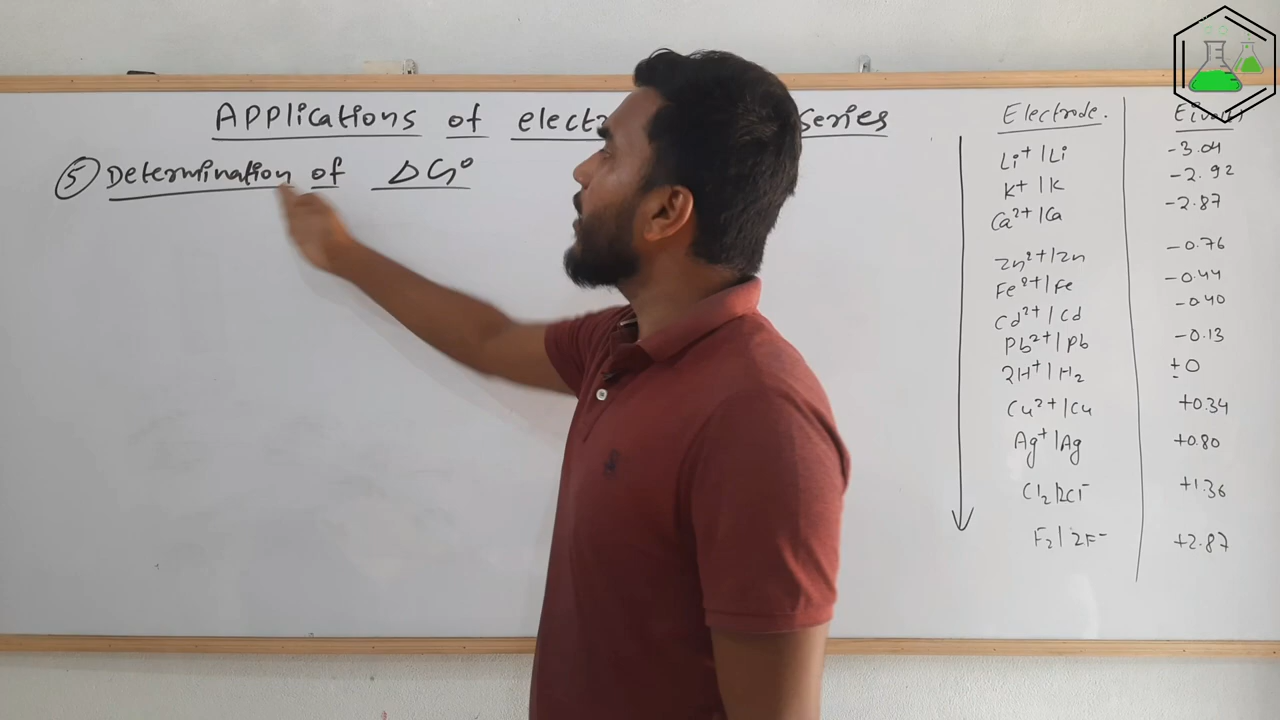 Applications of electr series
⑤ Determination of ΔG°
Electrode.
Li⁺|Li -3.04
K⁺|K -2.92
Ca²⁺|Ca -2.87
Zn²⁺|Zn -0.76
Fe²⁺|Fe -0.44
Cd²⁺|Cd -0.40
Pb²⁺|Pb -0.13
2H⁺|H₂ ±0
Cu²⁺|Cu +0.34
Ag⁺|Ag +0.80
Cl₂|2Cl⁻ +1.36
F₂|2F⁻ +2.87